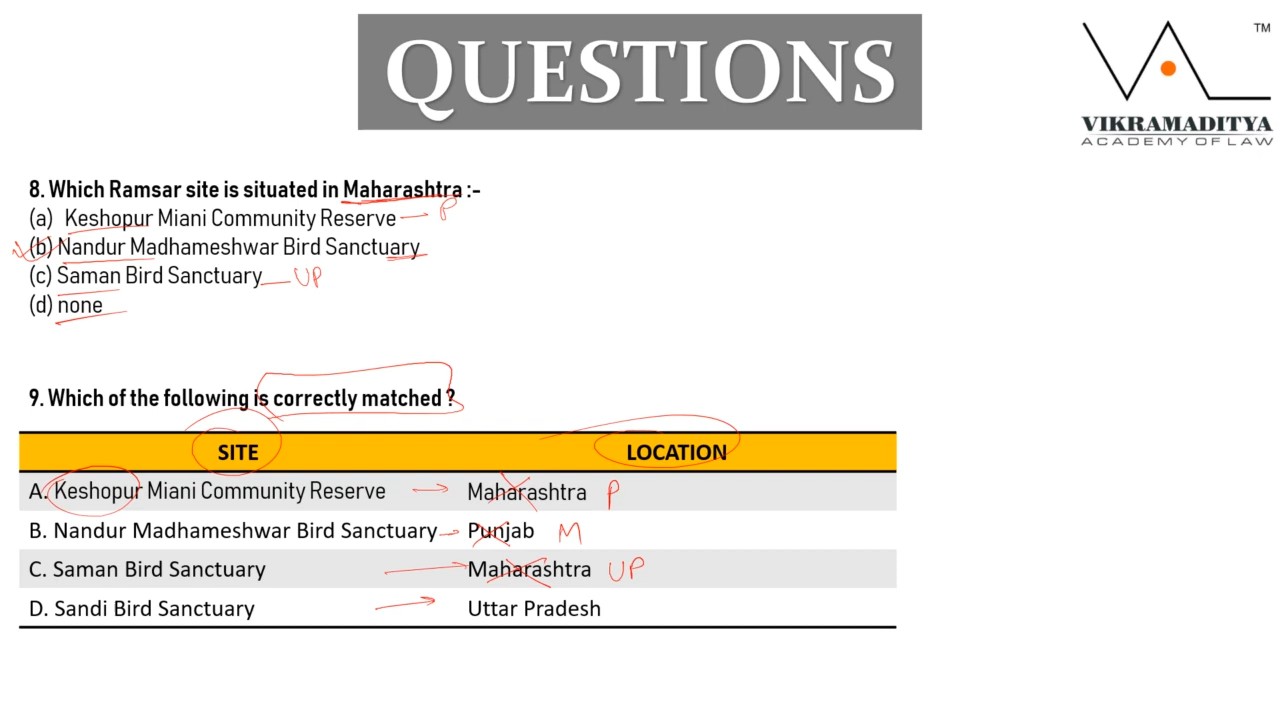 QUESTIONS
TM
VIKRAMADITYA
ACADEMY OF LAW
8. Which Ramsar site is situated in Maharashtra :-
(a) Keshopur Miani Community Reserve — P
(b) Nandur Madhameshwar Bird Sanctuary
(c) Saman Bird Sanctuary — UP
(d) none
9. Which of the following is correctly matched ?
SITE LOCATION
A. Keshopur Miani Community Reserve → Maharashtra P
B. Nandur Madhameshwar Bird Sanctuary → Punjab M
C. Saman Bird Sanctuary → Maharashtra UP
D. Sandi Bird Sanctuary → Uttar Pradesh